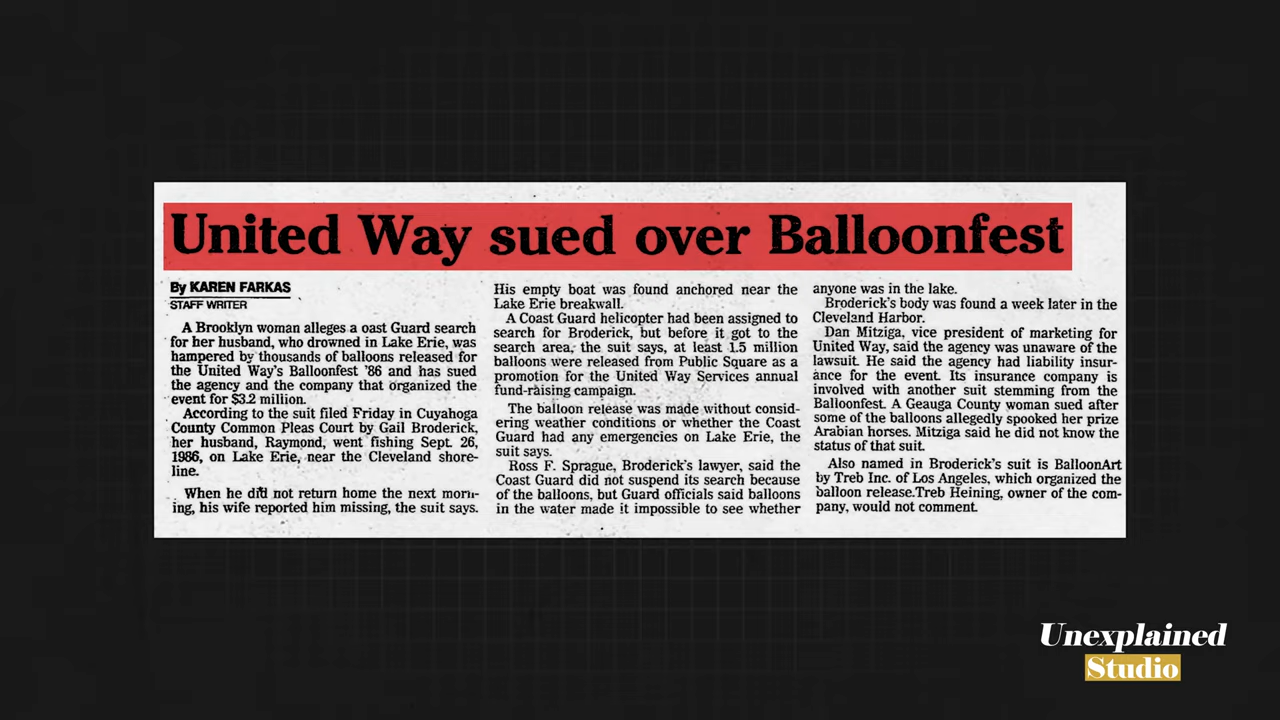 United Way sued over Balloonfest
By KAREN FARKAS
STAFF WRITER
A Brooklyn woman alleges a oast Guard search
for her husband, who drowned in Lake Erie, was
hampered by thousands of balloons released for
the United Way's Balloonfest '86 and has sued
the agency and the company that organized the
event for $3.2 million.
According to the suit filed Friday in Cuyahoga
County Common Pleas Court by Gail Broderick,
her husband, Raymond, went fishing Sept. 26,
1986, on Lake Erie, near the Cleveland shore-
line.
When he did not return home the next morn-
ing, his wife reported him missing, the suit says.
His empty boat was found anchored near the
Lake Erie breakwall.
A Coast Guard helicopter had been assigned to
search for Broderick, but before it got to the
search area, the suit says, at least 1.5 million
balloons were released from Public Square as a
promotion for the United Way Services annual
fund-raising campaign.
The balloon release was made without consid-
ering weather conditions or whether the Coast
Guard had any emergencies on Lake Erie, the
suit says.
Ross F. Sprague, Broderick's lawyer, said the
Coast Guard did not suspend its search because
of the balloons, but Guard officials said balloons
in the water made it impossible to see whether
anyone was in the lake.
Broderick's body was found a week later in the
Cleveland Harbor.
Dan Mitziga, vice president of marketing for
United Way, said the agency was unaware of the
lawsuit. He said the agency had liability insur-
ance for the event. Its insurance company is
involved with another suit stemming from the
Balloonfest. A Geauga County woman sued after
some of the balloons allegedly spooked her prize
Arabian horses. Mitziga said he did not know the
status of that suit.
Also named in Broderick's suit is BalloonArt
by Treb Inc. of Los Angeles, which organized the
balloon release.Treb Heining, owner of the com-
pany, would not comment.
Unexplained
Studio